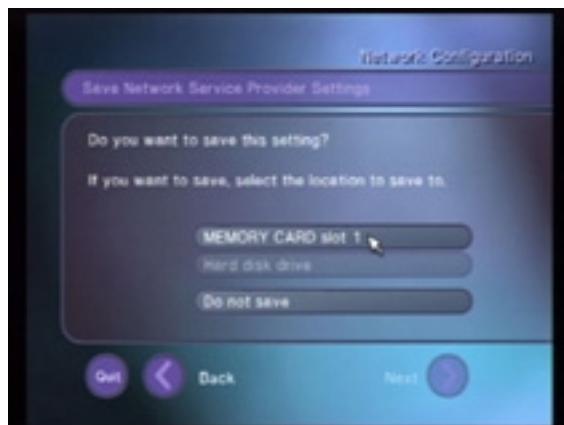 Network Configuration
Save Network Service Provider Settings
Do you want to save this setting?
If you want to save, select the location to save to.
MEMORY CARD slot 1
Hard disk drive
Do not save
Quit
Back
Next